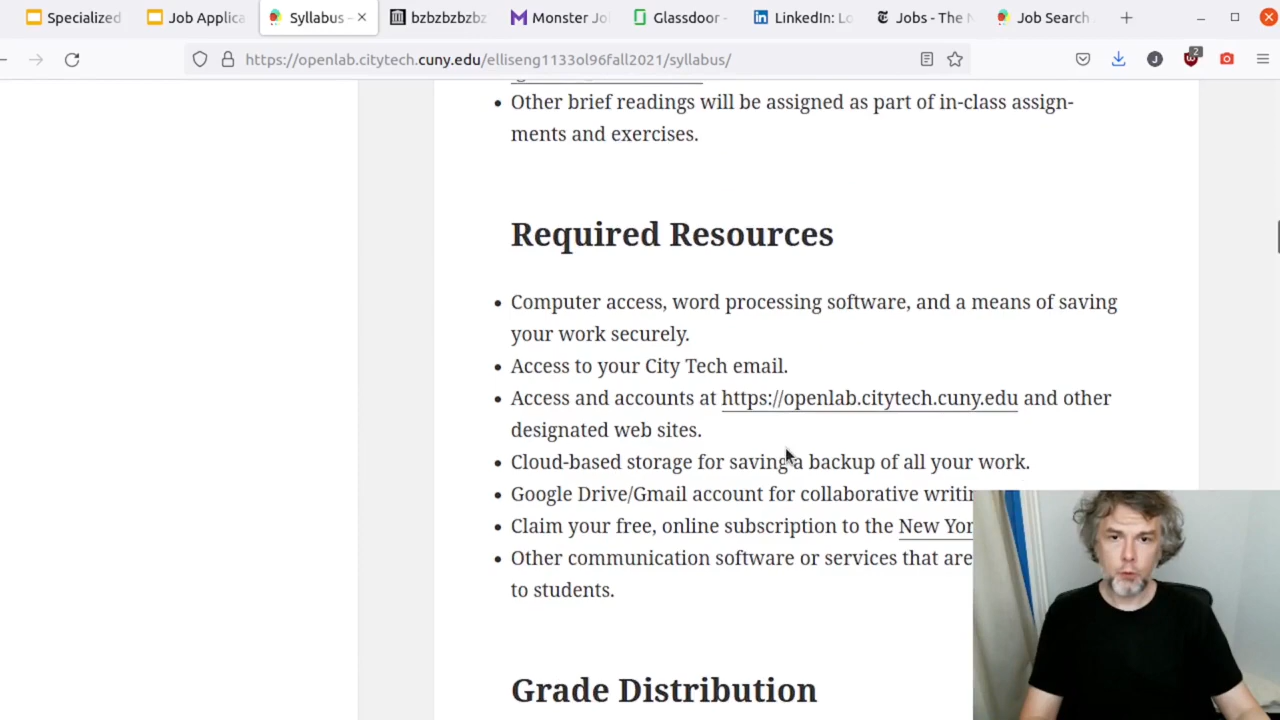 Specialized
Job Applica
Syllabus -
bzbzbzbzbz
Monster Jo
Glassdoor -
LinkedIn: Lo
Jobs - The N
Job Search
https://openlab.citytech.cuny.edu/elliseng1133ol96fall2021/syllabus/
2
Other brief readings will be assigned as part of in-class assign-
ments and exercises.
Required Resources
Computer access, word processing software, and a means of saving
your work securely.
Access to your City Tech email.
Access and accounts at https://openlab.citytech.cuny.edu and other
designated web sites.
Cloud-based storage for saving a backup of all your work.
Google Drive/Gmail account for collaborative writin
Claim your free, online subscription to the New Yor
Other communication software or services that are
to students.
Grade Distribution